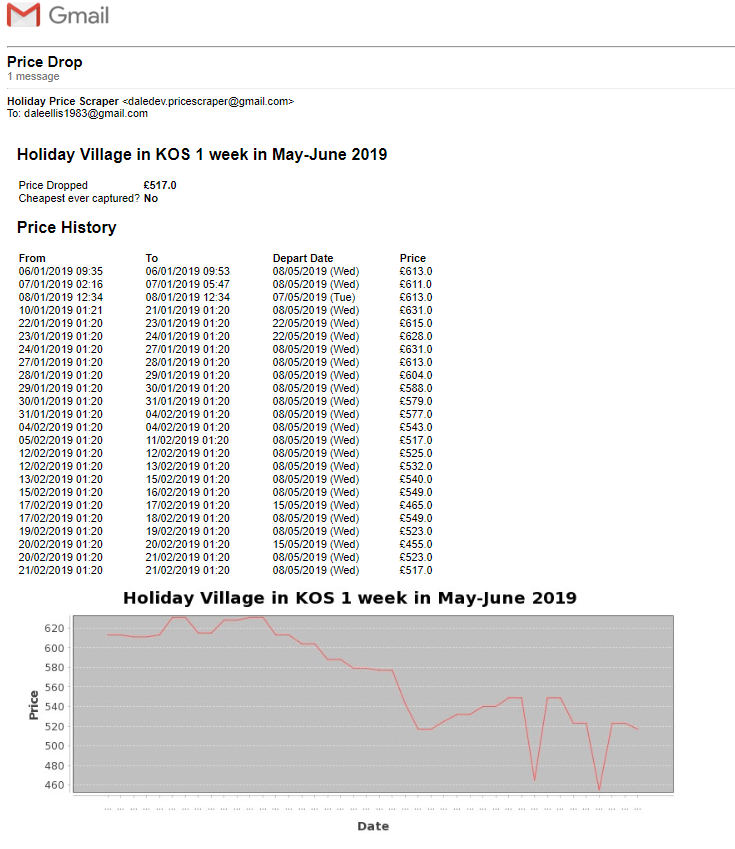 Gmail
Price Drop
1 message
Holiday Price Scraper <daledev.pricescraper@gmail.com>
To: daleellis1983@gmail.com
Holiday Village in KOS 1 week in May-June 2019
Price Dropped £517.0
Cheapest ever captured? No
Price History
From To Depart Date Price
06/01/2019 09:35 06/01/2019 09:53 08/05/2019 (Wed) £613.0
07/01/2019 02:16 07/01/2019 05:47 08/05/2019 (Wed) £611.0
08/01/2019 12:34 08/01/2019 12:34 07/05/2019 (Tue) £613.0
10/01/2019 01:21 21/01/2019 01:20 08/05/2019 (Wed) £631.0
22/01/2019 01:20 23/01/2019 01:20 22/05/2019 (Wed) £615.0
23/01/2019 01:20 24/01/2019 01:20 22/05/2019 (Wed) £628.0
24/01/2019 01:20 27/01/2019 01:20 08/05/2019 (Wed) £631.0
27/01/2019 01:20 28/01/2019 01:20 08/05/2019 (Wed) £613.0
28/01/2019 01:20 29/01/2019 01:20 08/05/2019 (Wed) £604.0
29/01/2019 01:20 30/01/2019 01:20 08/05/2019 (Wed) £588.0
30/01/2019 01:20 31/01/2019 01:20 08/05/2019 (Wed) £579.0
31/01/2019 01:20 04/02/2019 01:20 08/05/2019 (Wed) £577.0
04/02/2019 01:20 04/02/2019 01:20 08/05/2019 (Wed) £543.0
05/02/2019 01:20 11/02/2019 01:20 08/05/2019 (Wed) £517.0
12/02/2019 01:20 12/02/2019 01:20 08/05/2019 (Wed) £525.0
12/02/2019 01:20 13/02/2019 01:20 08/05/2019 (Wed) £532.0
13/02/2019 01:20 15/02/2019 01:20 08/05/2019 (Wed) £540.0
15/02/2019 01:20 16/02/2019 01:20 08/05/2019 (Wed) £549.0
17/02/2019 01:20 17/02/2019 01:20 15/05/2019 (Wed) £465.0
17/02/2019 01:20 18/02/2019 01:20 08/05/2019 (Wed) £549.0
19/02/2019 01:20 19/02/2019 01:20 08/05/2019 (Wed) £523.0
20/02/2019 01:20 20/02/2019 01:20 15/05/2019 (Wed) £455.0
20/02/2019 01:20 21/02/2019 01:20 08/05/2019 (Wed) £523.0
21/02/2019 01:20 21/02/2019 01:20 08/05/2019 (Wed) £517.0
Holiday Village in KOS 1 week in May-June 2019
620
600
580
560
540
520
500
480
460
Price
Date